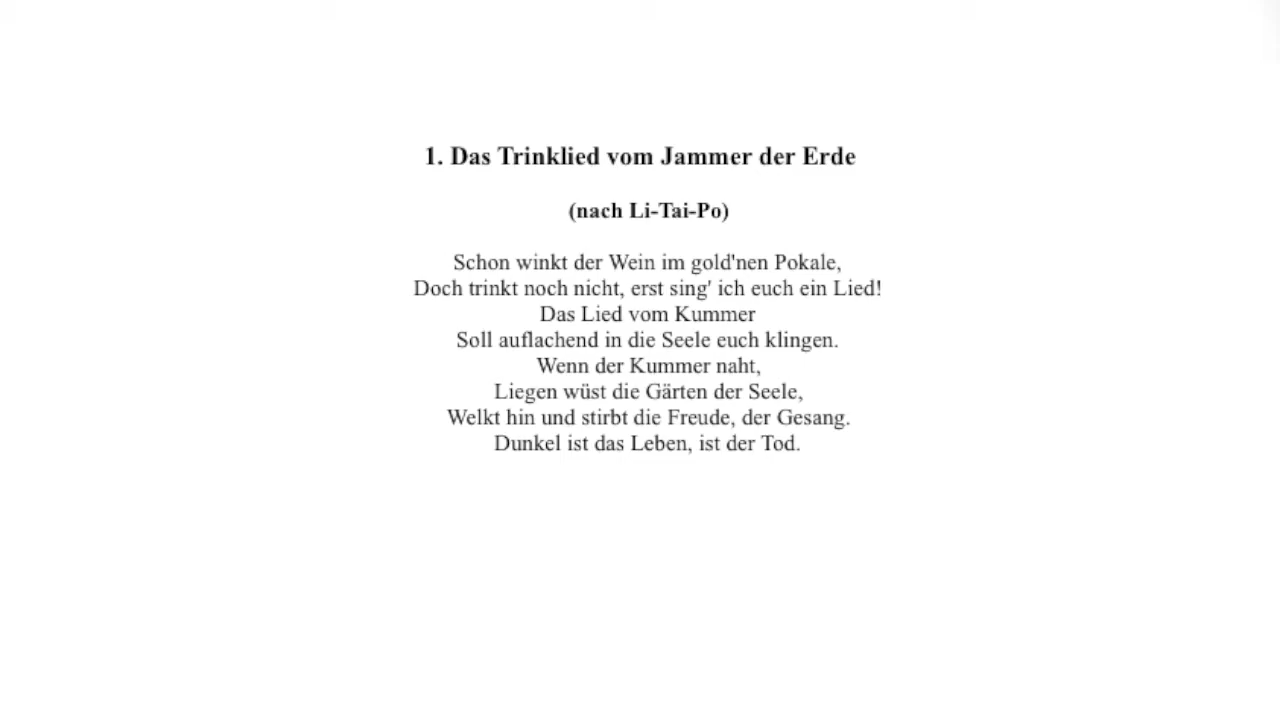 1. Das Trinklied vom Jammer der Erde
(nach Li-Tai-Po)
Schon winkt der Wein im gold'nen Pokale,
Doch trinkt noch nicht, erst sing' ich euch ein Lied!
Das Lied vom Kummer
Soll auflachend in die Seele euch klingen.
Wenn der Kummer naht,
Liegen wüst die Gärten der Seele,
Welkt hin und stirbt die Freude, der Gesang.
Dunkel ist das Leben, ist der Tod.